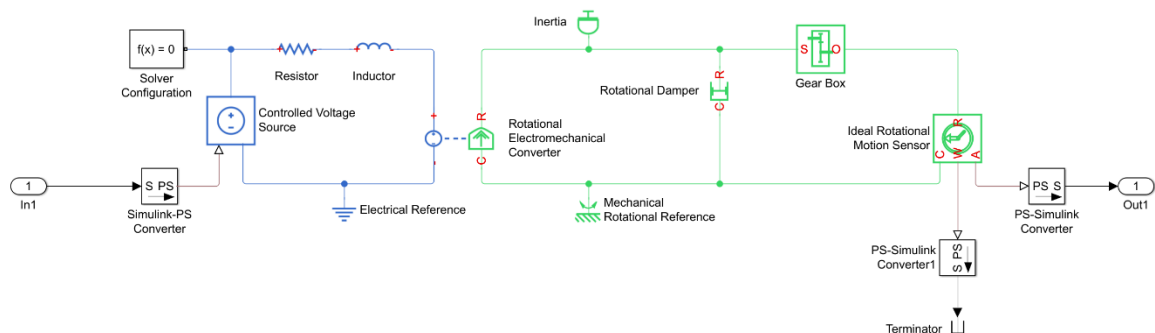 Inertia
f(x) = 0
Solver
Configuration
+ -
Resistor
+ -
Inductor
S O
Gear Box
R
Rotational Damper
C
Controlled Voltage
Source
+
-
R
Rotational
Electromechanical
Converter
C
Ideal Rotational
Motion Sensor
R
C W A
1
In1
S PS
Simulink-PS
Converter
Electrical Reference
Mechanical
Rotational Reference
PS S
PS-Simulink
Converter
1
Out1
PS-Simulink
Converter1
S PS
Terminator